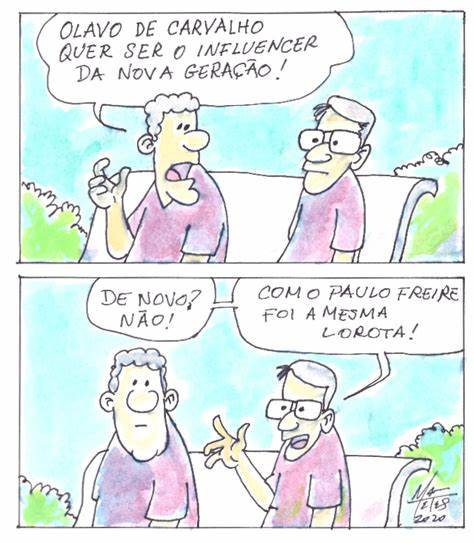 OLAVO DE CARVALHO
QUER SER O INFLUENCER
DA NOVA GERAÇÃO!
DE NOVO?
NÃO!
COM O PAULO FREIRE
FOI A MESMA
LOROTA!
2020